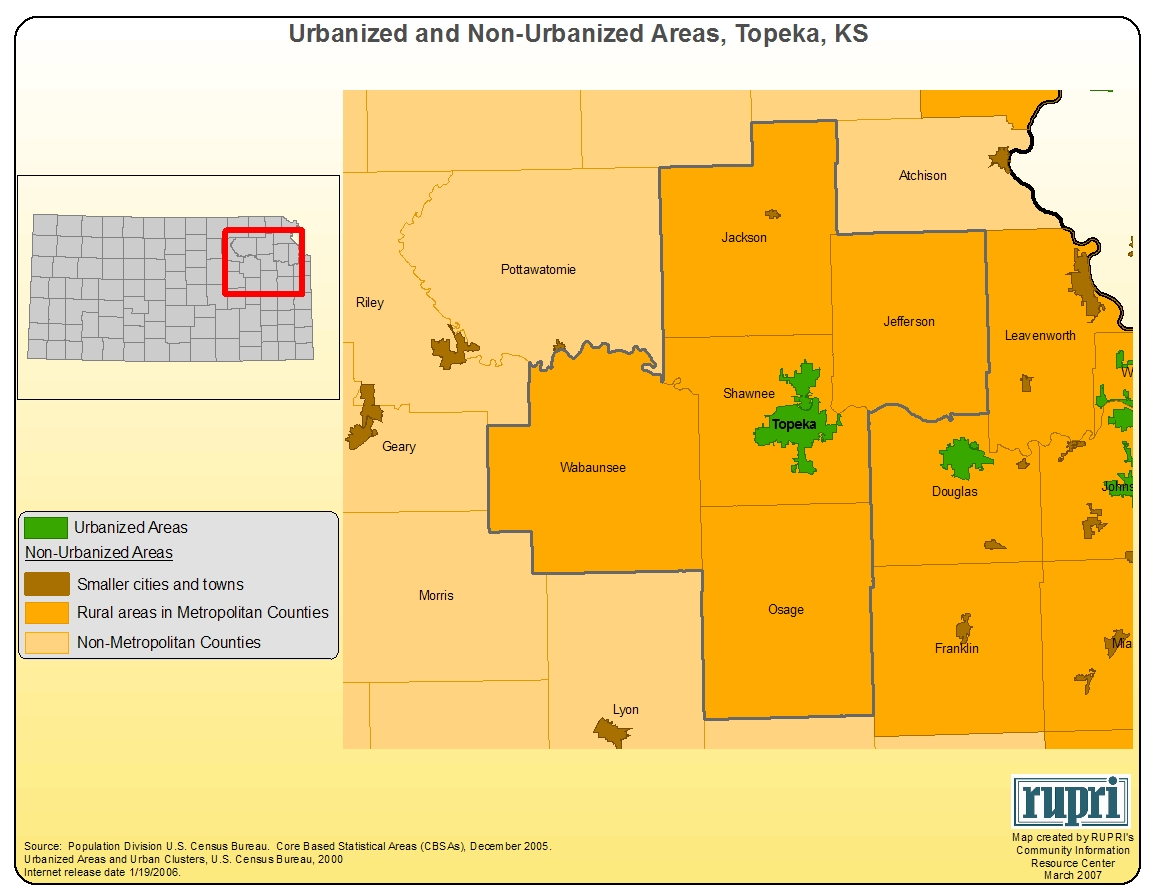 Urbanized and Non-Urbanized Areas, Topeka, KS
Atchison
Jackson
Pottawatomie
Riley
Jefferson
Leavenworth
W
Shawnee
Topeka
Geary
Wabaunsee
Johns
Douglas
Urbanized Areas
Non-Urbanized Areas
Smaller cities and towns
Rural areas in Metropolitan Counties
Non-Metropolitan Counties
Morris
Osage
Franklin
Mia
Lyon
rupri
Map created by RUPRI's
Community Information
Resource Center
March 2007
Source: Population Division U.S. Census Bureau. Core Based Statistical Areas (CBSAs), December 2005.
Urbanized Areas and Urban Clusters, U.S. Census Bureau, 2000
Internet release date 1/19/2006.